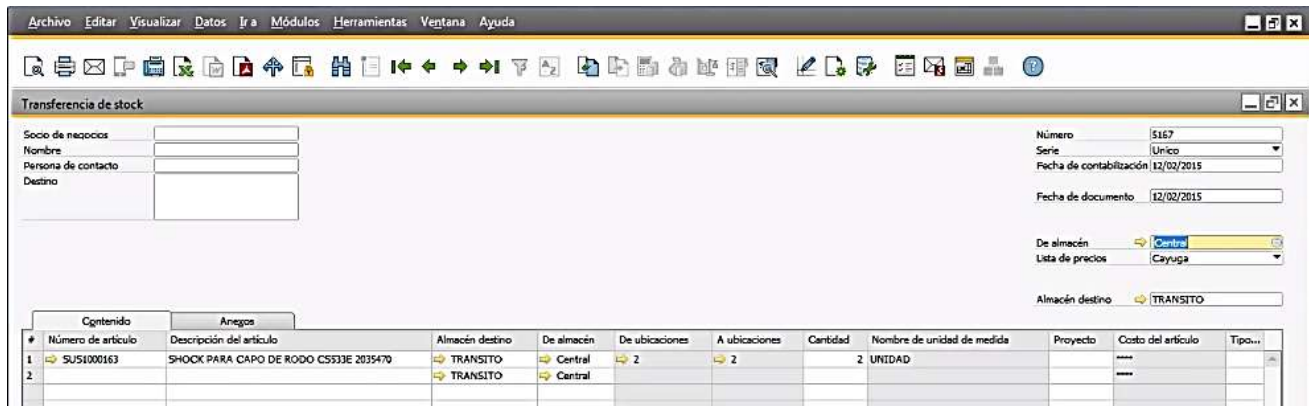 Archivo Editar Visualizar Datos Ir a Módulos Herramientas Ventana Ayuda
Transferencia de stock
Socio de negocios
Nombre
Persona de contacto
Destino
Número 5167
Serie Unico
Fecha de contabilización 12/02/2015
Fecha de documento 12/02/2015
De almacén Central
Lista de precios Cayuga
Almacén destino TRANSITO
Contenido Anexos
# Número de artículo Descripción del artículo Almacén destino De almacén De ubicaciones A ubicaciones Cantidad Nombre de unidad de medida Proyecto Costo del artículo Tipo...
1 SUS1000163 SHOCK PARA CAPO DE RODO CS533E 2035470 TRANSITO Central 2 2 2 UNIDAD ****
2 TRANSITO Central ****